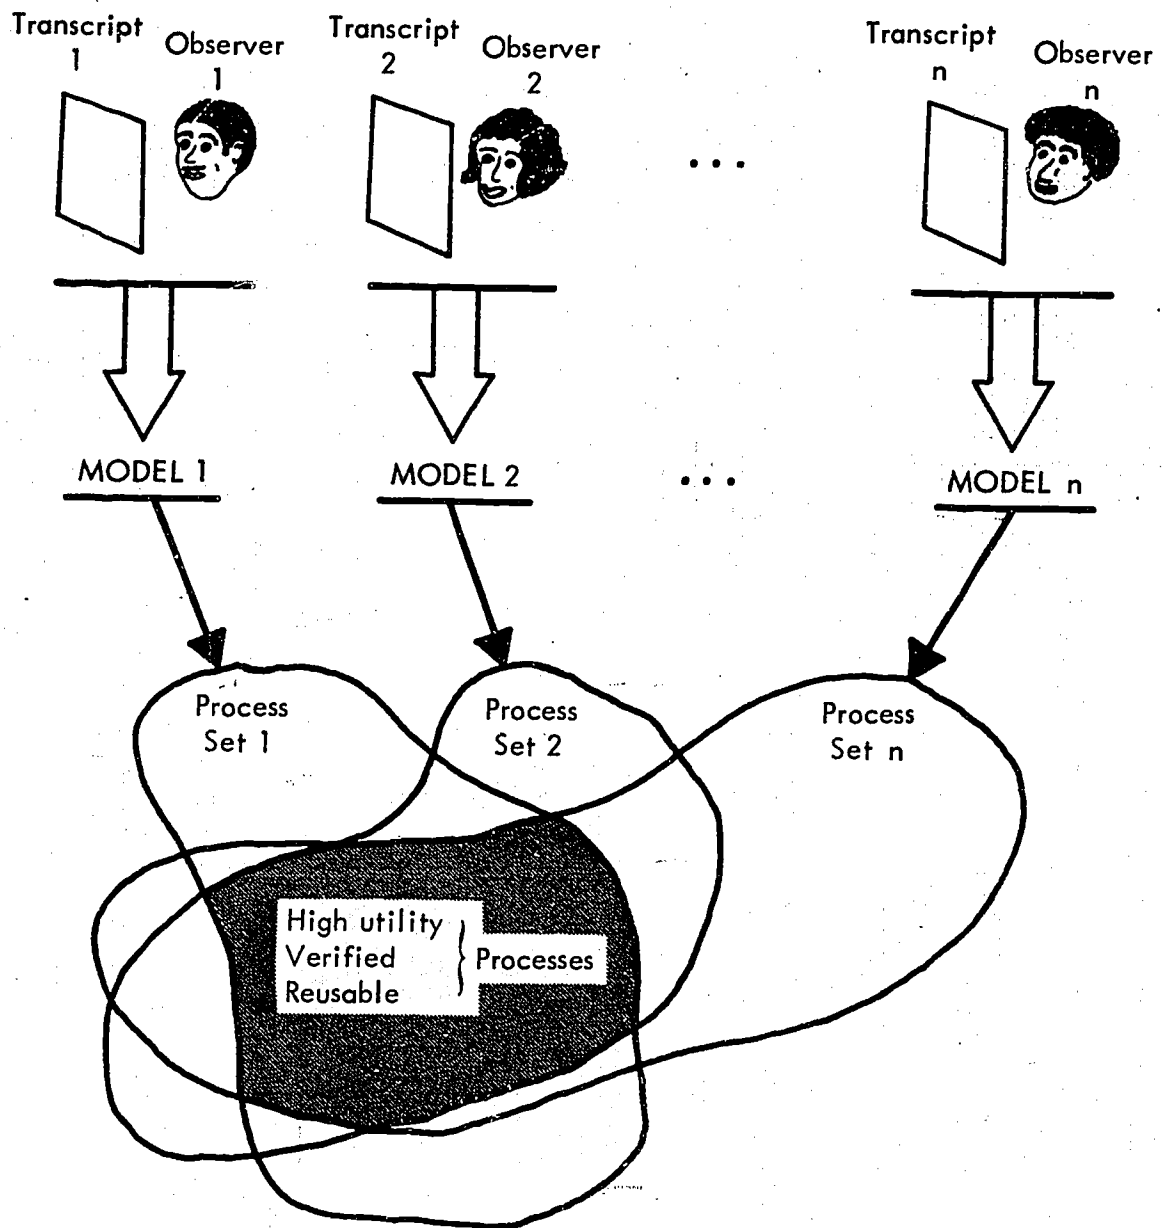 Transcript
1
Observer
1
Transcript
2
Observer
2
...
Transcript
n
Observer
n
MODEL 1
MODEL 2
...
MODEL n
Process
Set 1
Process
Set 2
Process
Set n
High utility
Verified
Reusable
Processes